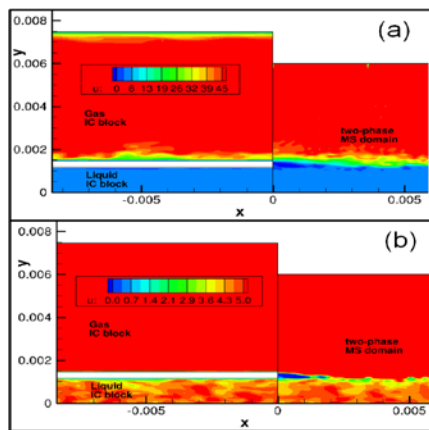 (a)
0.008
0.006
y
0.004
0.002
0
u: 0 6 13 19 26 32 39 45
Gas
IC block
two-phase
MS domain
Liquid
IC block
-0.005 0 0.005
x
(b)
0.008
0.006
y
0.004
0.002
0
u: 0.0 0.7 1.4 2.1 2.9 3.6 4.3 5.0
Gas
IC block
two-phase
MS domain
Liquid
IC block
-0.005 0 0.005
x